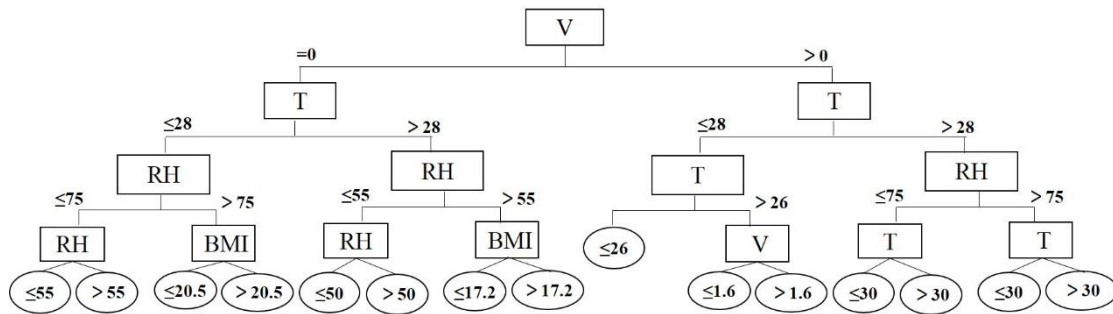 V
=0 > 0
T T
≤28 > 28 ≤28 > 28
RH RH T RH
≤75 > 75 ≤55 > 55 > 26 ≤75 > 75
RH BMI RH BMI ≤26 V T T
≤55 > 55 ≤20.5 > 20.5 ≤50 > 50 ≤17.2 > 17.2 ≤1.6 > 1.6 ≤30 > 30 ≤30 > 30